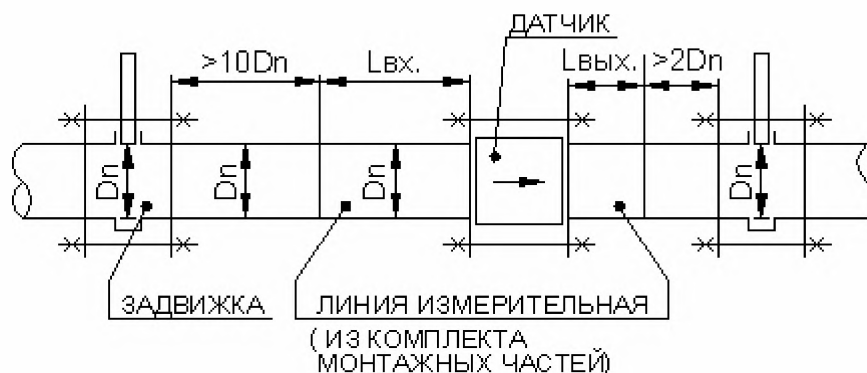 ДАТЧИК
>10Dn
Lвх.
Lвых.
>2Dn
Dn
Dn
Dn
Dn
ЗАДВИЖКА
ЛИНИЯ ИЗМЕРИТЕЛЬНАЯ
(ИЗ КОМПЛЕКТА
МОНТАЖНЫХ ЧАСТЕЙ)